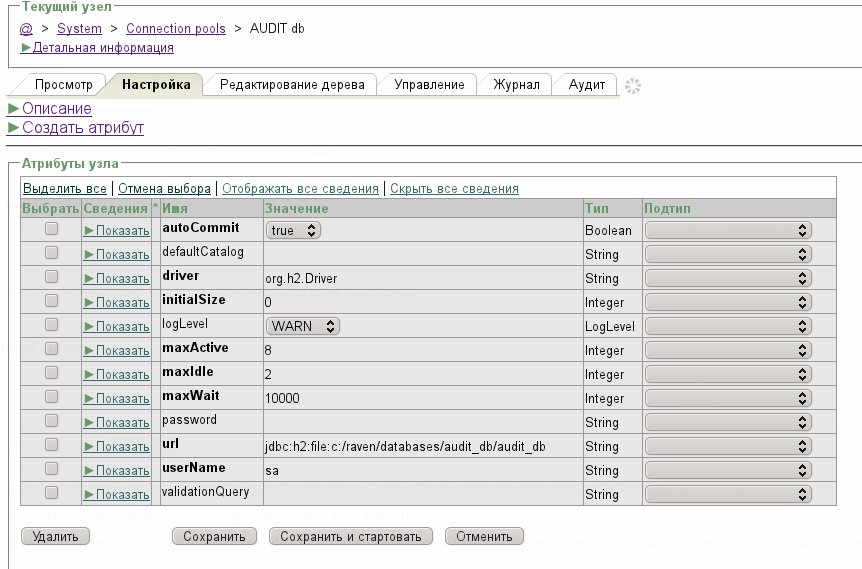 Текущий узел
@ > System > Connection pools > AUDIT db
▶Детальная информация
Просмотр Настройка Редактирование дерева Управление Журнал Аудит
▶Описание
▶Создать атрибут
Атрибуты узла
Выделить все | Отмена выбора | Отображать все сведения | Скрыть все сведения
Выбрать Сведения * Имя Значение Тип Подтип
▶Показать autoCommit true Boolean
▶Показать defaultCatalog String
▶Показать driver org.h2.Driver String
▶Показать initialSize 0 Integer
▶Показать logLevel WARN LogLevel
▶Показать maxActive 8 Integer
▶Показать maxIdle 2 Integer
▶Показать maxWait 10000 Integer
▶Показать password String
▶Показать url jdbc:h2:file:c:/raven/databases/audit_db/audit_db String
▶Показать userName sa String
▶Показать validationQuery String
Удалить Сохранить Сохранить и стартовать Отменить